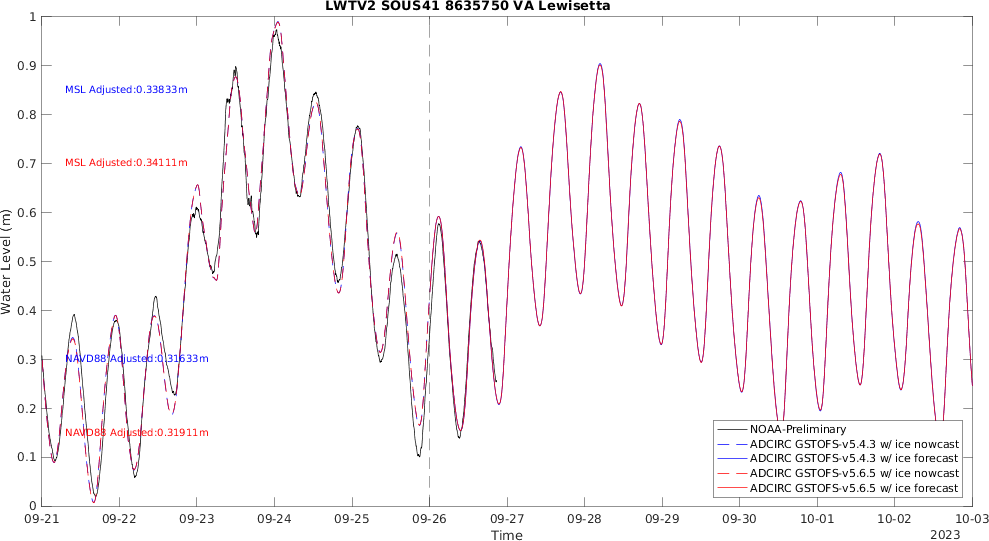 LWTV2 SOUS41 8635750 VA Lewisetta
1
0.9
0.8
0.7
0.6
0.5
0.4
0.3
0.2
0.1
0
Water Level (m)
MSL Adjusted:0.33833m
MSL Adjusted:0.34111m
NAVD88 Adjusted:0.31633m
NAVD88 Adjusted:0.31911m
NOAA-Preliminary
ADCIRC GSTOFS-v5.4.3 w/ ice nowcast
ADCIRC GSTOFS-v5.4.3 w/ ice forecast
ADCIRC GSTOFS-v5.6.5 w/ ice nowcast
ADCIRC GSTOFS-v5.6.5 w/ ice forecast
09-21 09-22 09-23 09-24 09-25 09-26 09-27 09-28 09-29 09-30 10-01 10-02 10-03
Time
2023